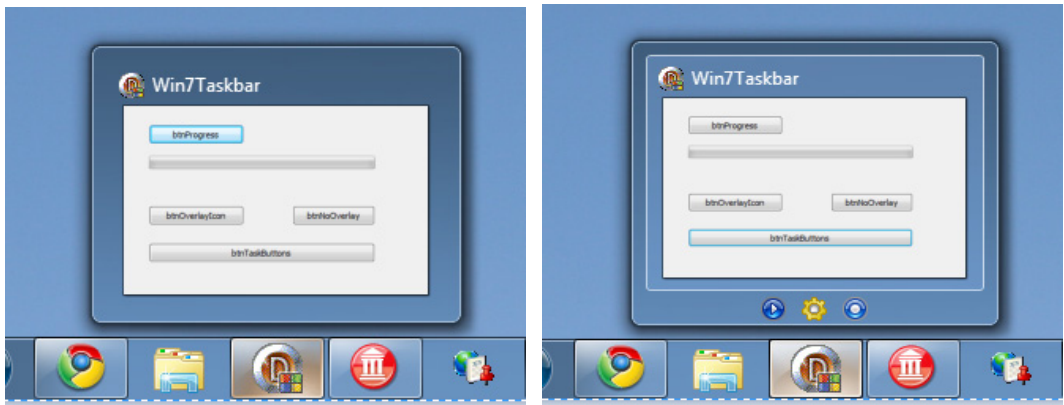 Win7Taskbar
btnProgress
btnOverlayIcon btnNoOverlay
btnTaskButtons
Win7Taskbar
btnProgress
btnOverlayIcon btnNoOverlay
btnTaskButtons